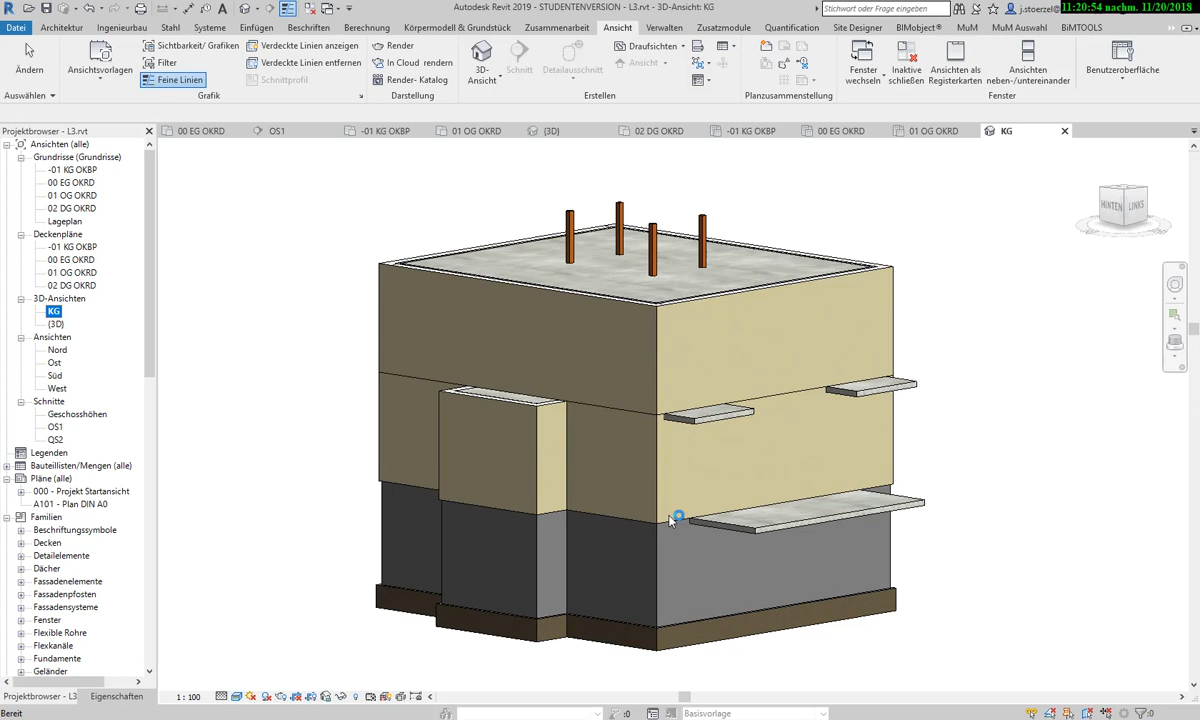 Autodesk Revit 2019 - STUDENTENVERSION - L3.rvt - 3D-Ansicht: KG
Stichwort oder Frage eingeben
j.stoerzel
11:20:54 nachm. 11/20/2018
Datei Architektur Ingenieurbau Stahl Systeme Einfügen Beschriften Berechnung Körpermodell & Grundstück Zusammenarbeit Ansicht Verwalten Zusatzmodule Quantification Site Designer BIMobject® MuM MuM Auswahl BiMTOOLS
Ändern
Auswählen
Ansichtsvorlagen
Sichtbarkeit/ Grafiken
Filter
Feine Linien
Verdeckte Linien anzeigen
Verdeckte Linien entfernen
Schnittprofil
Grafik
Render
In Cloud rendern
Render- Katalog
Darstellung
3D-
Ansicht
Schnitt
Detailausschnitt
Draufsichten
Ansicht
Erstellen
Planzusammenstellung
Fenster
wechseln
Inaktive
schließen
Ansichten als
Registerkarten
Ansichten
neben-/untereinander
Fenster
Benutzeroberfläche
Projektbrowser - L3.rvt
00 EG OKRD
OS1
-01 KG OKBP
01 OG OKRD
{3D}
02 DG OKRD
-01 KG OKBP
00 EG OKRD
01 OG OKRD
KG
Ansichten (alle)
Grundrisse (Grundrisse)
-01 KG OKBP
00 EG OKRD
01 OG OKRD
02 DG OKRD
Lageplan
Deckenpläne
-01 KG OKBP
00 EG OKRD
01 OG OKRD
02 DG OKRD
3D-Ansichten
KG
{3D}
Ansichten
Nord
Ost
Süd
West
Schnitte
Geschosshöhen
OS1
QS2
Legenden
Bauteillisten/Mengen (alle)
Pläne (alle)
000 - Projekt Startansicht
A101 - Plan DIN A0
Familien
Beschriftungssymbole
Decken
Detailelemente
Dächer
Fassadenelemente
Fassadenpfosten
Fassadensysteme
Fenster
Flexible Rohre
Flexkanäle
Fundamente
Geländer
HINTEN
LINKS
Projektbrowser - L3
Eigenschaften
1 : 100
Bereit
:0
Basisvorlage
:0